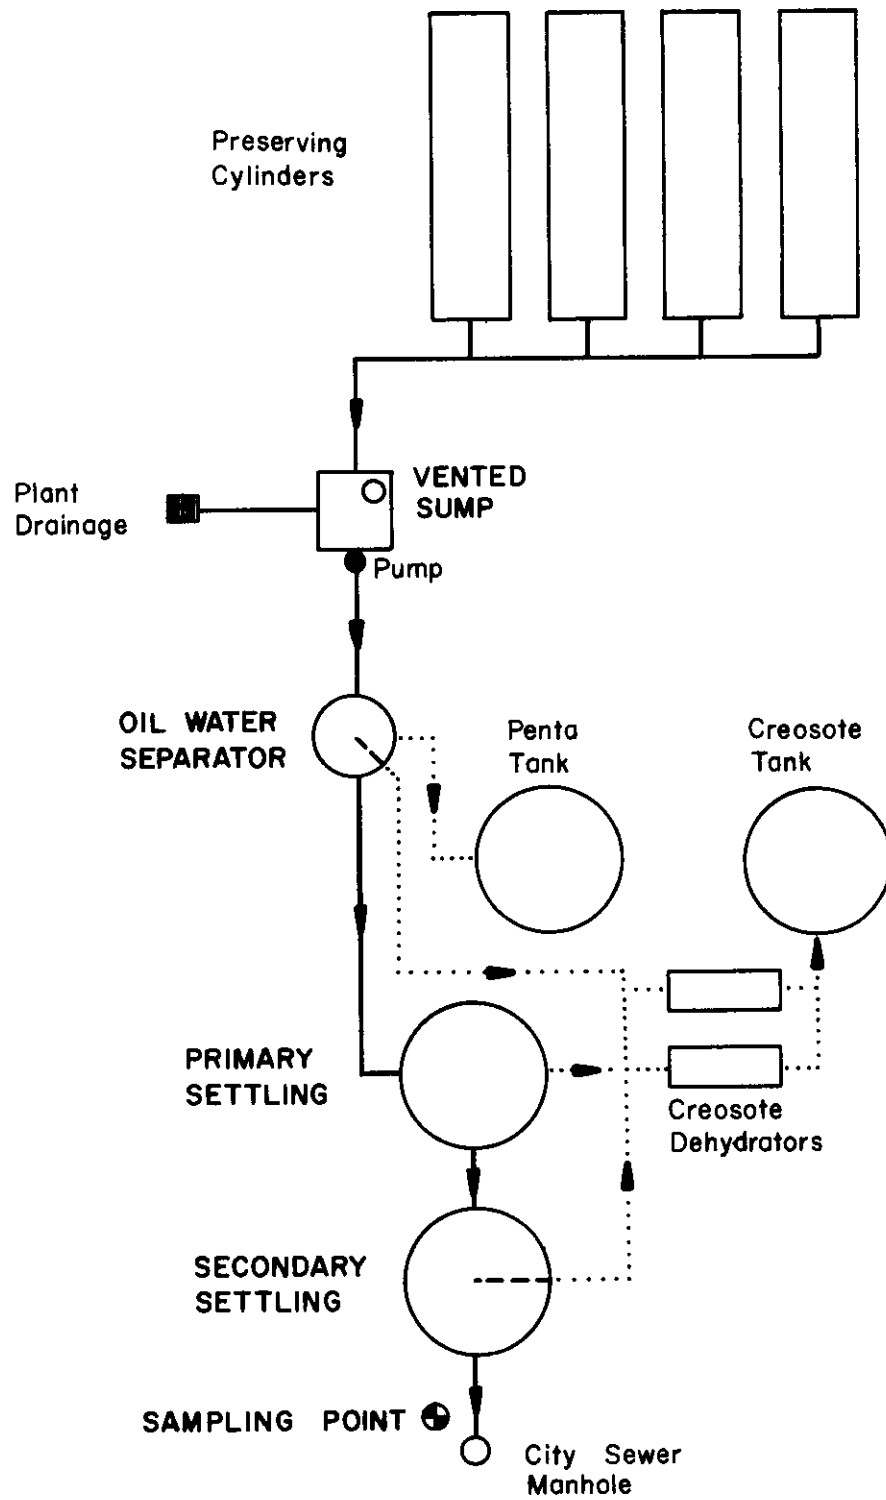 Preserving
Cylinders
VENTED
SUMP
Plant
Drainage
Pump
OIL WATER
SEPARATOR
Penta
Tank
Creosote
Tank
PRIMARY
SETTLING
Creosote
Dehydrators
SECONDARY
SETTLING
SAMPLING POINT
City Sewer
Manhole